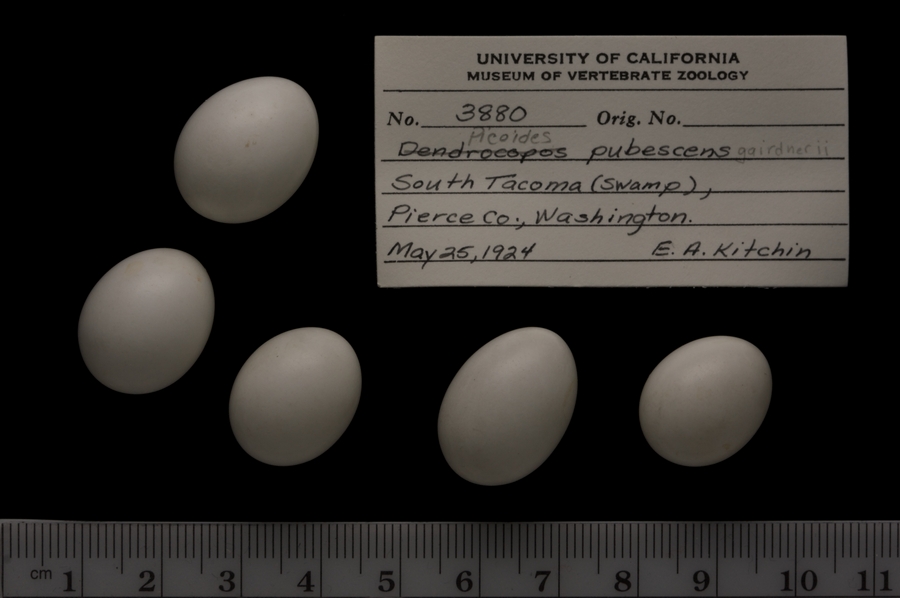 UNIVERSITY OF CALIFORNIA
MUSEUM OF VERTEBRATE ZOOLOGY
No. 3880 Orig. No.
Picoides
Dendrocopos pubescens gairdnerii
South Tacoma (Swamp),
Pierce Co., Washington.
May 25, 1924 E. A. Kitchin
cm 1 2 3 4 5 6 7 8 9 10 11